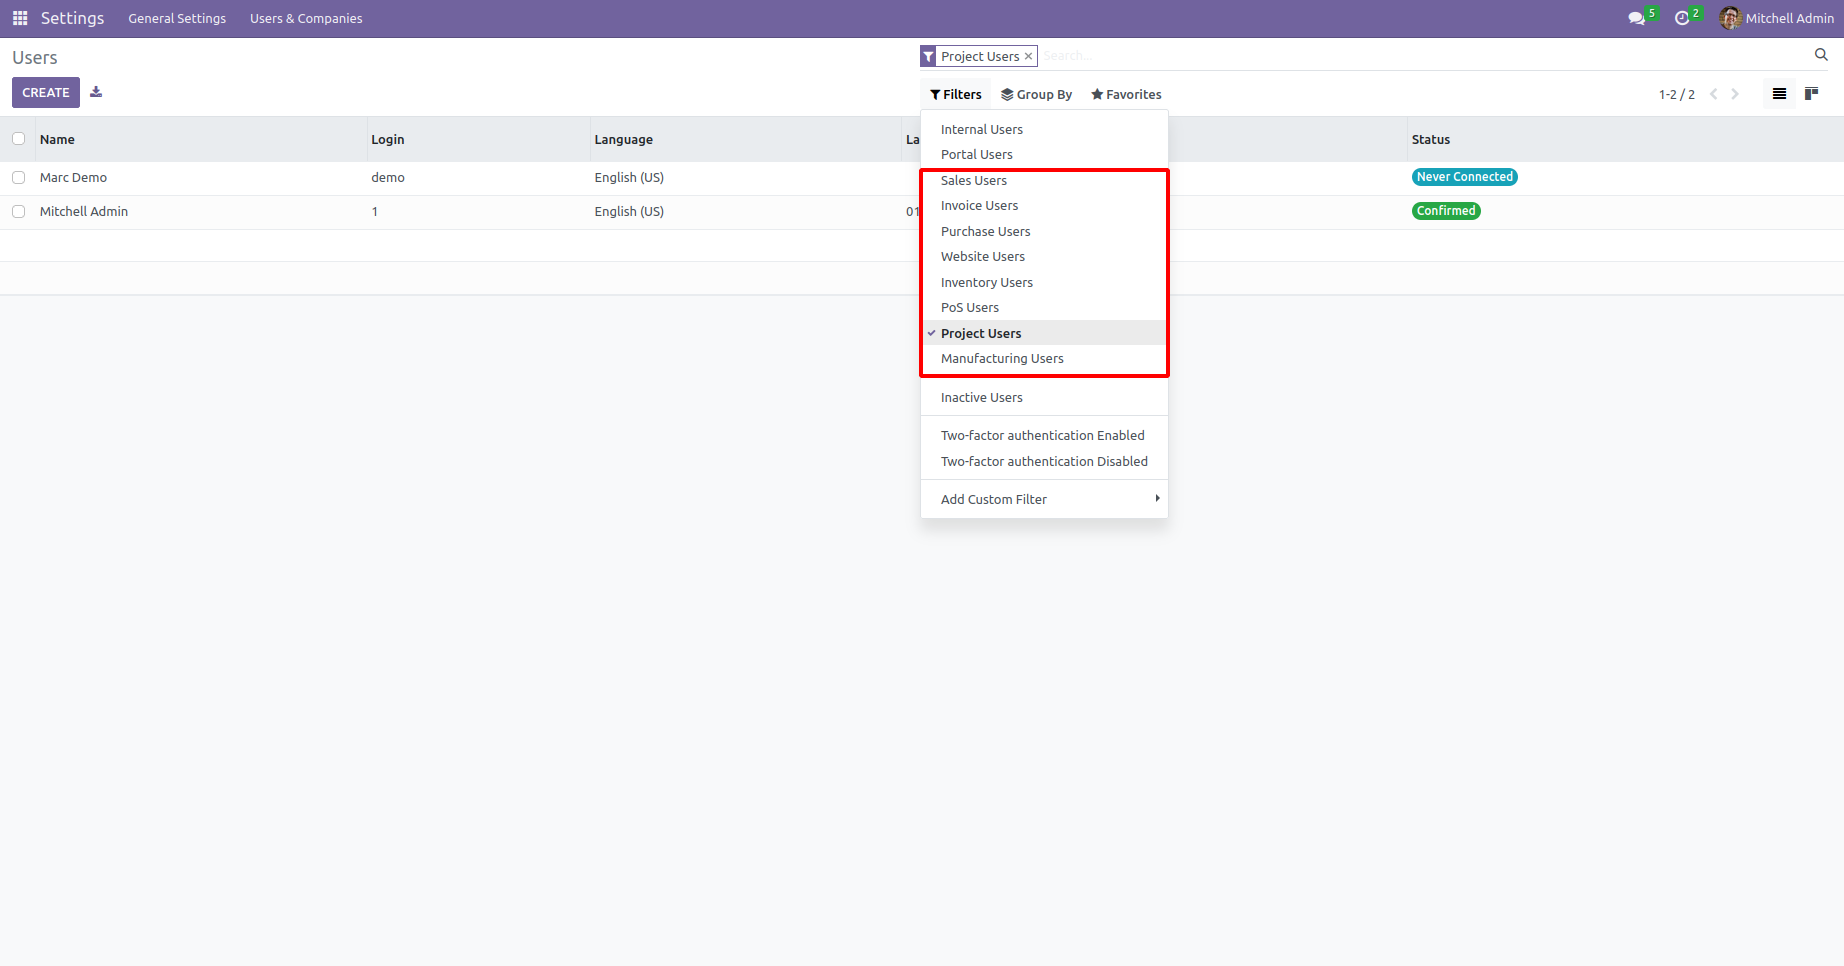 Settings General Settings Users & Companies 5 2 Mitchell Admin
Users
Project Users × Search...
CREATE
Filters Group By Favorites 1-2 / 2
Name Login Language La Status
Marc Demo demo English (US) Never Connected
Mitchell Admin 1 English (US) 01 Confirmed
Internal Users
Portal Users
Sales Users
Invoice Users
Purchase Users
Website Users
Inventory Users
PoS Users
Project Users
Manufacturing Users
Inactive Users
Two-factor authentication Enabled
Two-factor authentication Disabled
Add Custom Filter